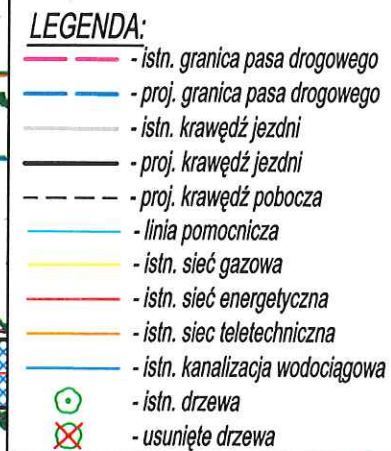 LEGENDA:
- istn. granica pasa drogowego
- proj. granica pasa drogowego
- istn. krawędź jezdni
- proj. krawędź jezdni
- proj. krawędź pobocza
- linia pomocnicza
- istn. sieć gazowa
- istn. sieć energetyczna
- istn. siec teletechniczna
- istn. kanalizacja wodociągowa
- istn. drzewa
- usunięte drzewa